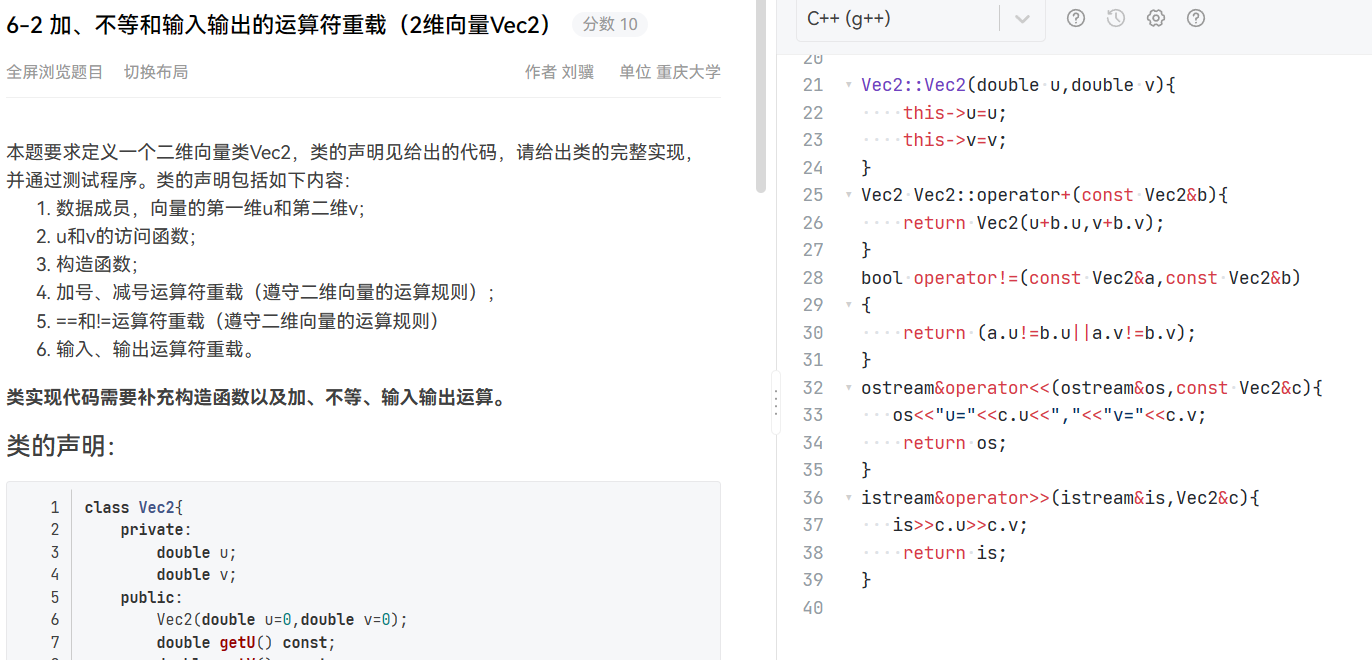 6-2 加、不等和输入输出的运算符重载（2维向量Vec2） 分数 10
全屏浏览题目 切换布局 作者 刘骥 单位 重庆大学
本题要求定义一个二维向量类Vec2，类的声明见给出的代码，请给出类的完整实现，
并通过测试程序。类的声明包括如下内容：
1. 数据成员，向量的第一维u和第二维v；
2. u和v的访问函数；
3. 构造函数；
4. 加号、减号运算符重载（遵守二维向量的运算规则）；
5. ==和!=运算符重载（遵守二维向量的运算规则）
6. 输入、输出运算符重载。
类实现代码需要补充构造函数以及加、不等、输入输出运算。
类的声明：
1 class Vec2{
2 private:
3 double u;
4 double v;
5 public:
6 Vec2(double u=0,double v=0);
7 double getU() const;
C++ (g++)
20
21 Vec2::Vec2(double u,double v){
22 this->u=u;
23 this->v=v;
24 }
25 Vec2 Vec2::operator+(const Vec2&b){
26 return Vec2(u+b.u,v+b.v);
27 }
28 bool operator!=(const Vec2&a,const Vec2&b)
29 {
30 return (a.u!=b.u||a.v!=b.v);
31 }
32 ostream&operator<<(ostream&os,const Vec2&c){
33 os<<"u="<<c.u<<","<<"v="<<c.v;
34 return os;
35 }
36 istream&operator>>(istream&is,Vec2&c){
37 is>>c.u>>c.v;
38 return is;
39 }
40